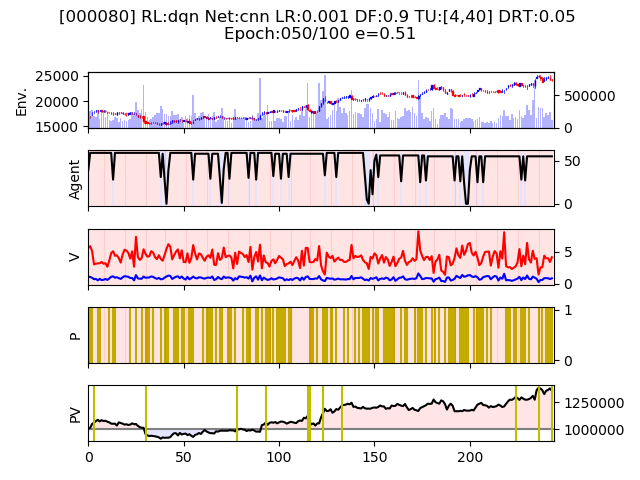 [000080] RL:dqn Net:cnn LR:0.001 DF:0.9 TU:[4,40] DRT:0.05
Epoch:050/100 e=0.51
Env.
25000
20000
15000
500000
0
Agent
50
0
V
5
0
P
1
0
PV
1250000
1000000
0 50 100 150 200